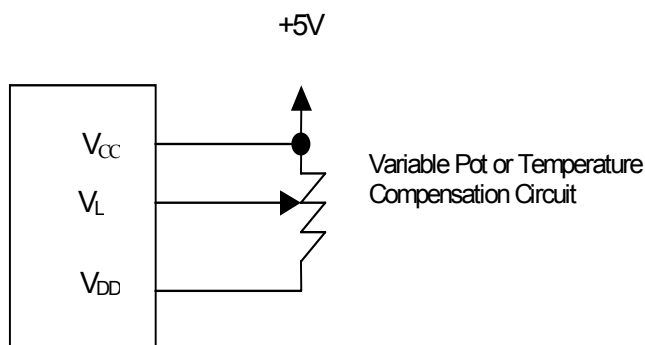 +5V
VCC
VL
VDD
Variable Pot or Temperature
Compensation Circuit